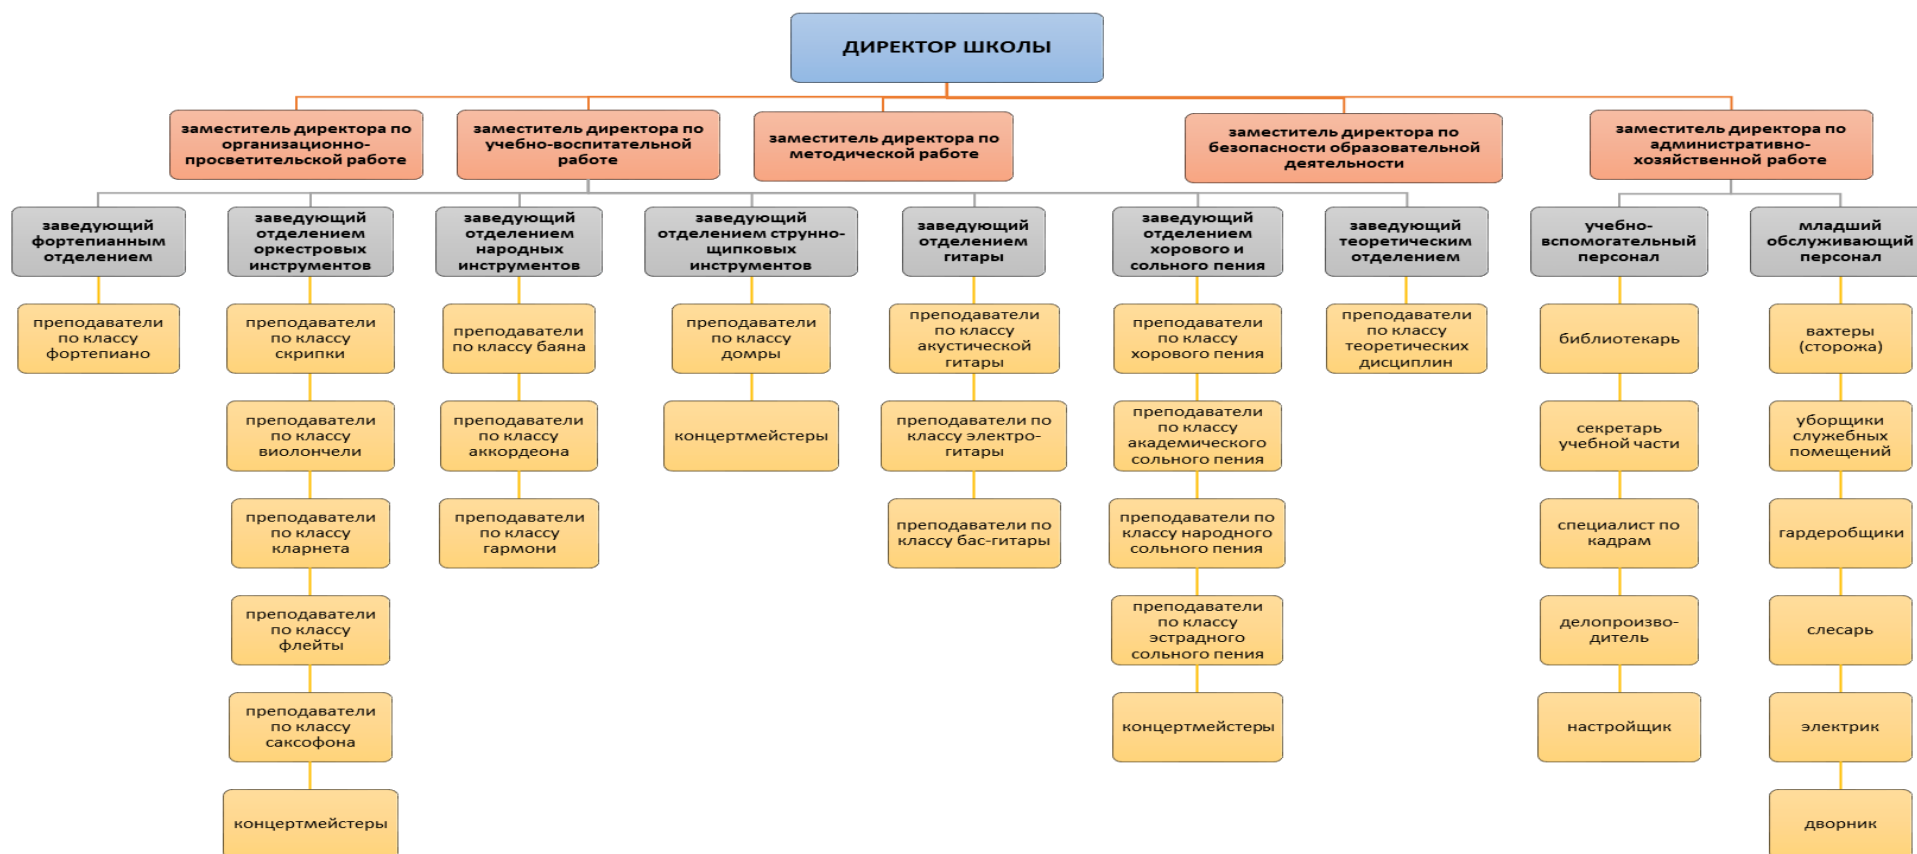 ДИРЕКТОР ШКОЛЫ
заместитель директора по
организационно-
просветительской работе
заместитель директора по
учебно-воспитательной
работе
заместитель директора по
методической работе
заместитель директора по
безопасности образовательной
деятельности
заместитель директора по
административно-
хозяйственной работе
заведующий
фортепианным
отделением
заведующий
отделением
оркестровых
инструментов
заведующий
отделением
народных
инструментов
заведующий
отделением струнно-
щипковых
инструментов
заведующий
отделением
гитары
заведующий
отделением
хорового и
сольного пения
заведующий
теоретическим
отделением
учебно-
вспомогательный
персонал
младший
обслуживающий
персонал
преподаватели
по классу
фортепиано
преподаватели
по классу
скрипки
преподаватели
по классу баяна
преподаватели
по классу
домры
преподаватели
по классу
акустической
гитары
преподаватели
по классу
хорового пения
преподаватели
по классу
теоретических
дисциплин
библиотекарь
вахтеры
(сторожа)
преподаватели
по классу
виолончели
преподаватели
по классу
аккордеона
концертмейстеры
преподаватели по
классу электро-
гитары
преподаватели
по классу
академического
сольного пения
секретарь
учебной части
уборщики
служебных
помещений
преподаватели
по классу
кларнета
преподаватели
по классу
гармони
преподаватели по
классу бас-гитары
преподаватели по
классу народного
сольного пения
специалист по
кадрам
гардеробщики
преподаватели
по классу
флейты
преподаватели
по классу
эстрадного
сольного пения
делопроизво-
дитель
слесарь
преподаватели
по классу
саксофона
концертмейстеры
настройщик
электрик
концертмейстеры
дворник